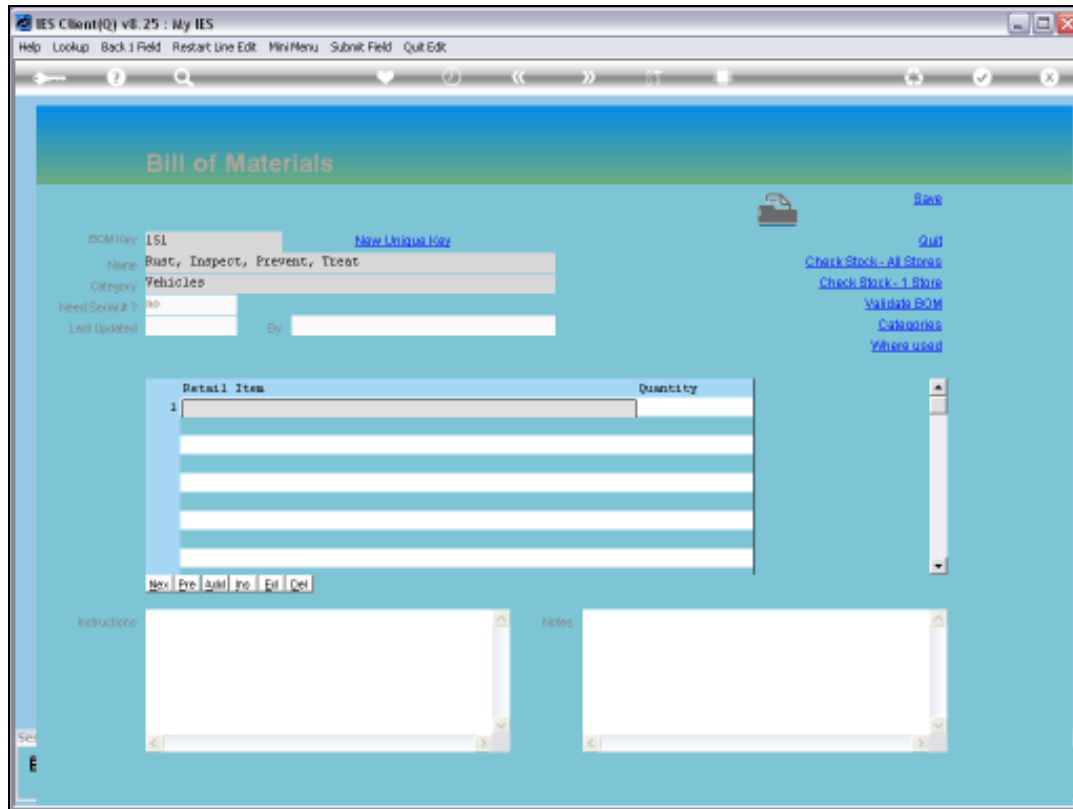 IES Client(Q) v8.25 : My IES
Help Lookup Back 1 Field Restart Line Edit MiniMenu Submit Field Quit Edit
Bill of Materials
Save
BOM Key 151 New Unique Key Quit
Name Rust, Inspect, Prevent, Treat Check Stock - All Stores
Category Vehicles Check Stock - 1 Store
Need Serial # ? no Validate BOM
Last Updated By Categories
Where used
Retail Item Quantity
1
Nex Pre Add Ins Ed Del
Instructions Notes